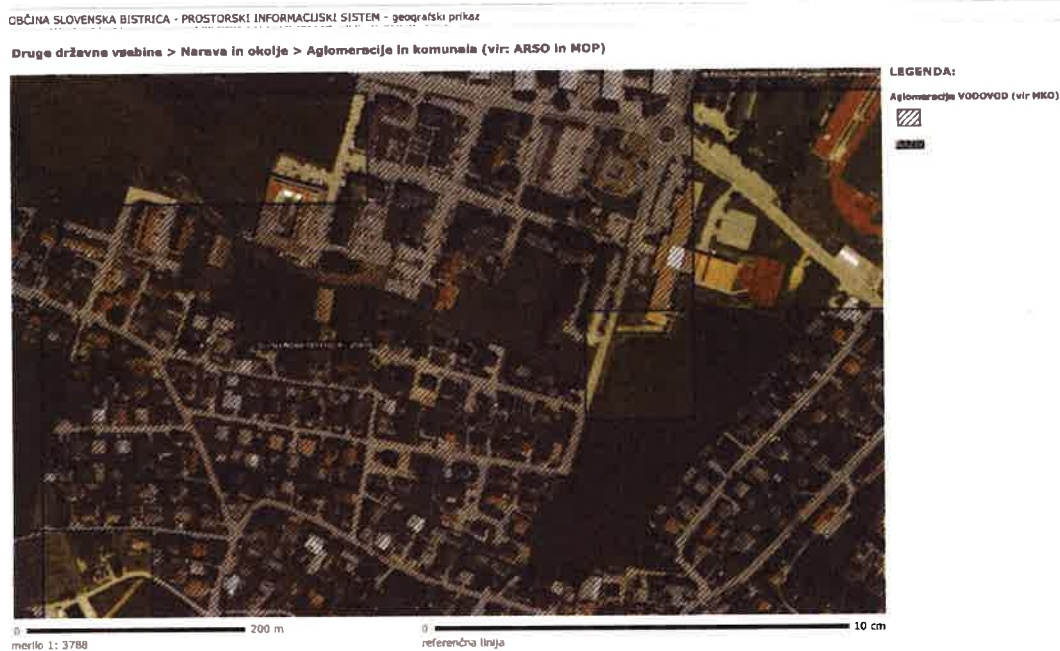 OBČINA SLOVENSKA BISTRICA - PROSTORSKI INFORMACIJSKI SISTEM - geografski prikaz
Druge državne vsebine > Narava in okolje > Aglomeracije in komunala (vir: ARSO in MOP)
LEGENDA:
Aglomeracije VODOVOD (vir MKO)
0 200 m
merilo 1: 3788
0 10 cm
referenčna linija